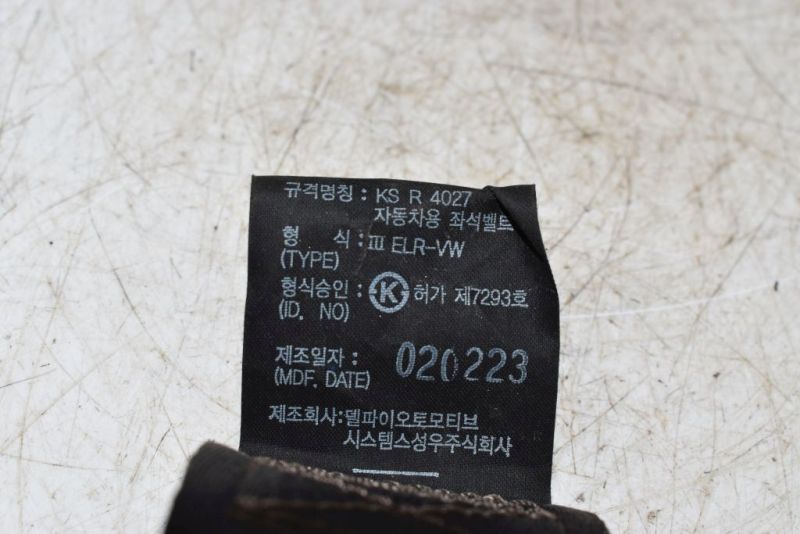 규격명칭 : KS R 4027
자동차용 좌석벨트
형 식 : III ELR-VW
(TYPE)
형식승인 : K 허가 제7293호
(ID. NO)
제조일자 : 020223
(MDF. DATE)
제조회사:델파이오토모티브
시스템스성우주식회사